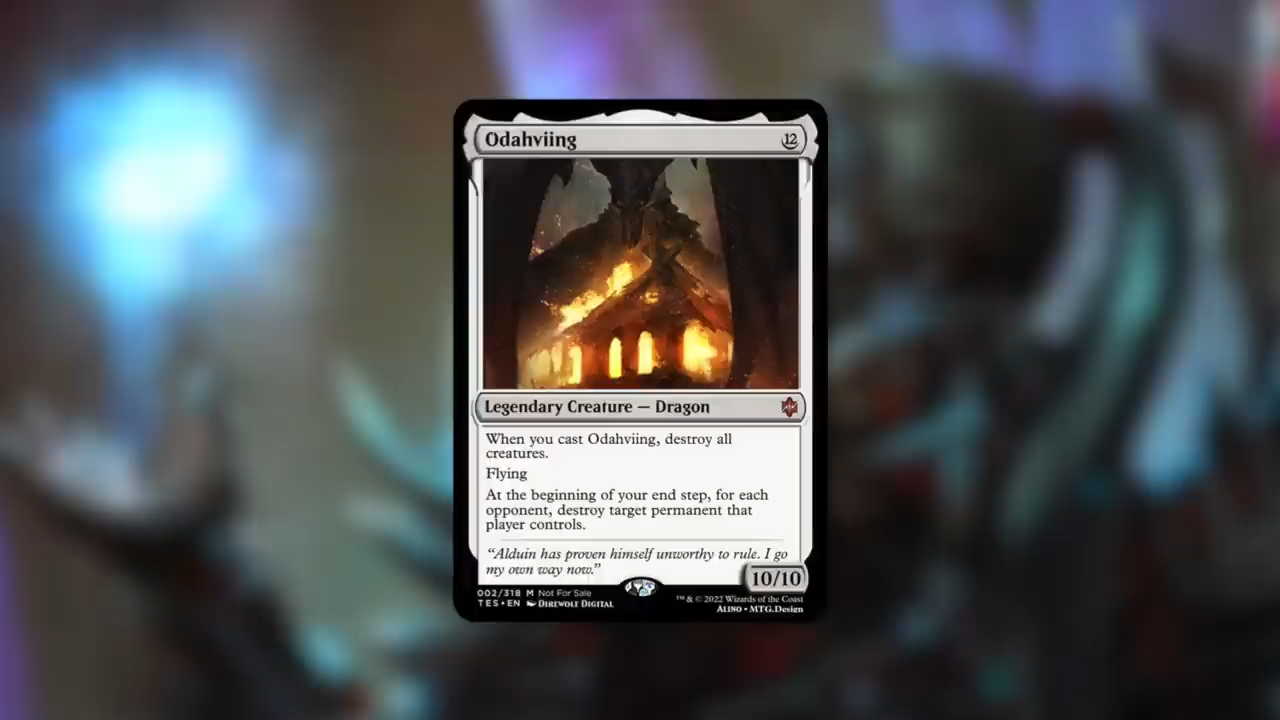 Odahviing 12
Legendary Creature — Dragon
When you cast Odahviing, destroy all
creatures.
Flying
At the beginning of your end step, for each
opponent, destroy target permanent that
player controls.
“Alduin has proven himself unworthy to rule. I go
my own way now.”
10/10
002/318 M Not For Sale
TES • EN Direwolf Digital
™ & © 2022 Wizards of the Coast
Alino • MTG.Design